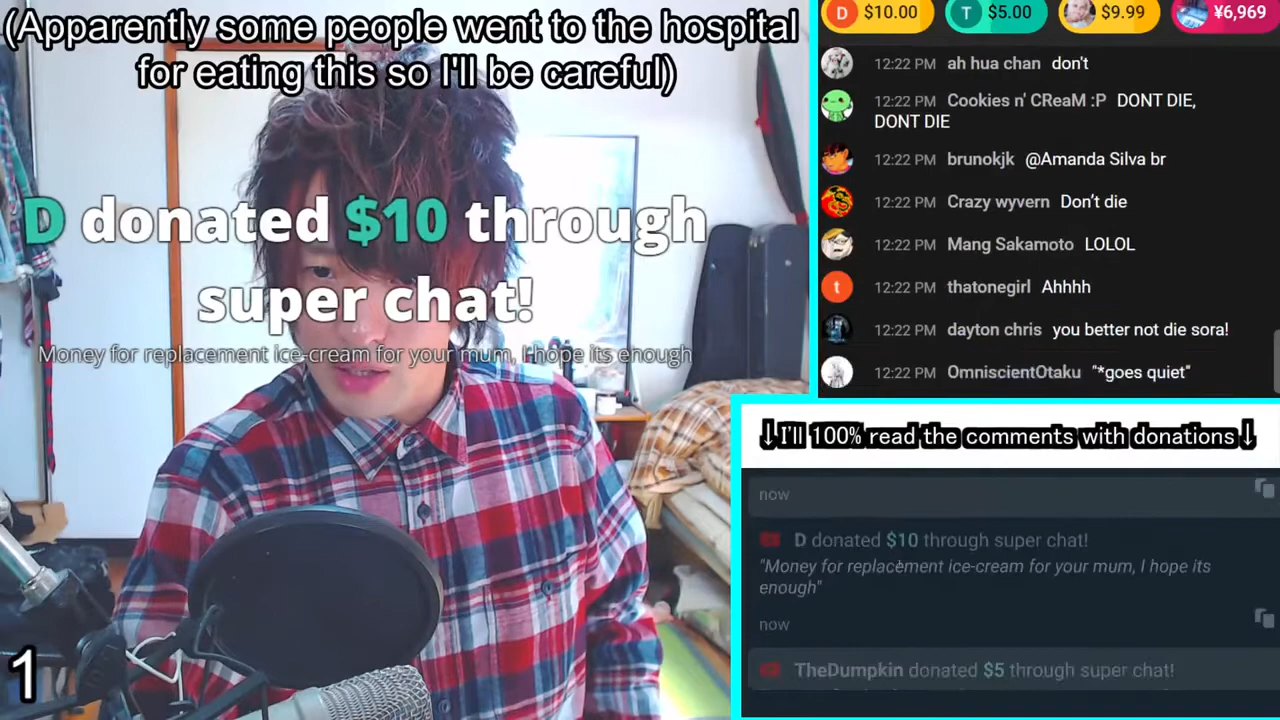 (Apparently some people went to the hospital
for eating this so I'll be careful)
D donated $10 through
super chat!
Money for replacement ice-cream for your mum, I hope its enough
1
D $10.00 T $5.00 $9.99 ¥6,969
12:22 PM ah hua chan don't
12:22 PM Cookies n' CReaM :P DONT DIE,
DONT DIE
12:22 PM brunokjk @Amanda Silva br
12:22 PM Crazy wyvern Don't die
12:22 PM Mang Sakamoto LOLOL
t 12:22 PM thatonegirl Ahhhh
12:22 PM dayton chris you better not die sora!
12:22 PM OmniscientOtaku "*goes quiet"
↓I'll 100% read the comments with donations↓
now
D donated $10 through super chat!
"Money for replacement ice-cream for your mum, I hope its
enough"
now
TheDumpkin donated $5 through super chat!